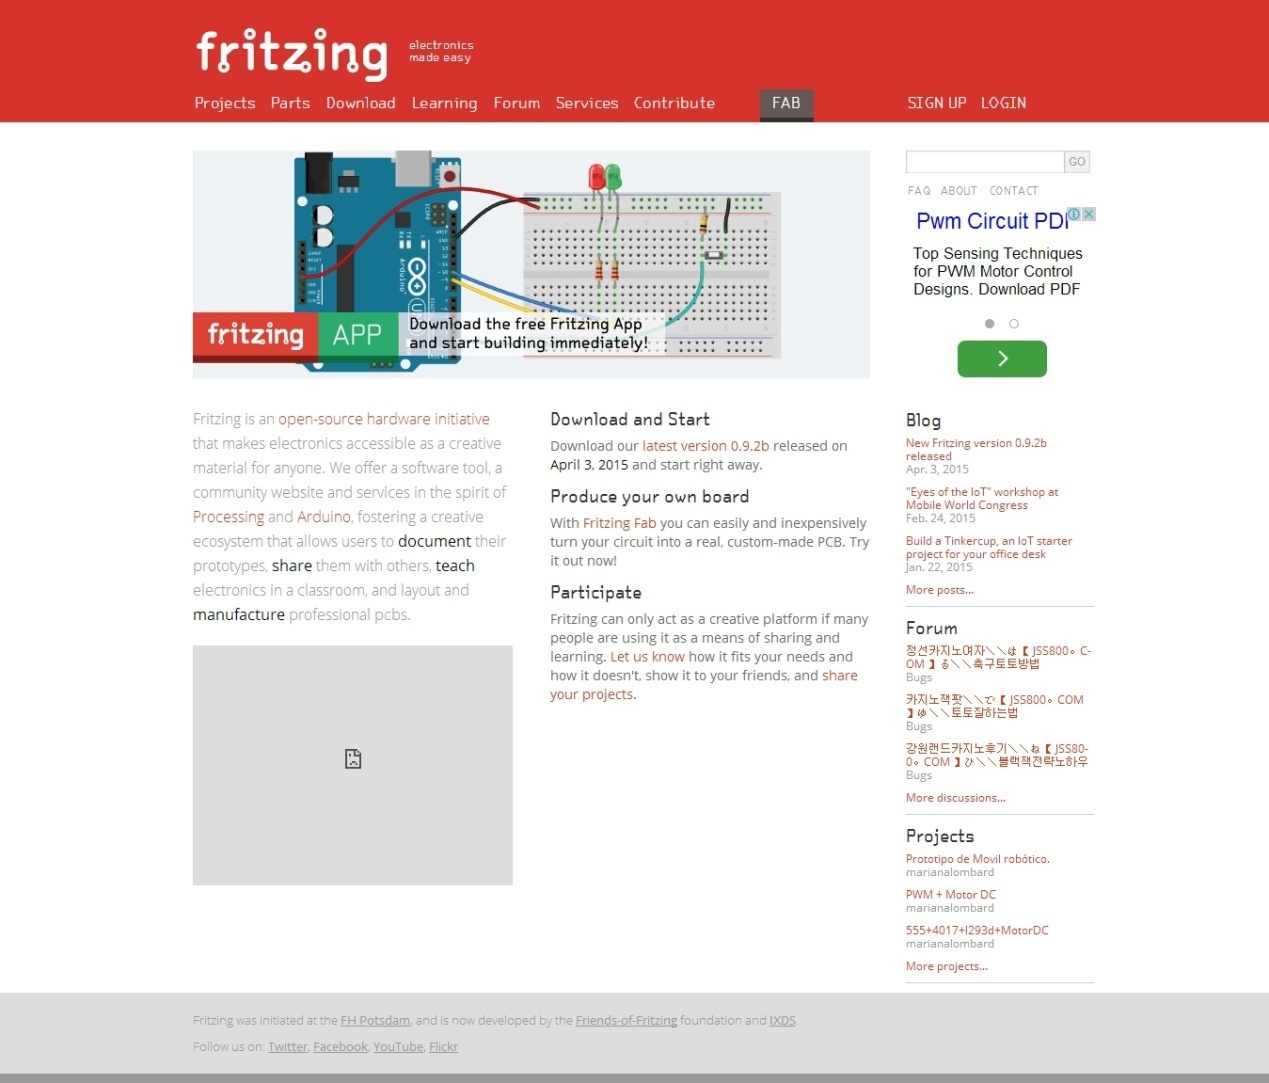 fritzing
electronics
made easy
Projects Parts Download Learning Forum Services Contribute FAB SIGN UP LOGIN
fritzing APP
Download the free Fritzing App
and start building immediately!
GO
FAQ ABOUT CONTACT
Pwm Circuit PDF
Top Sensing Techniques
for PWM Motor Control
Designs. Download PDF
Fritzing is an open-source hardware initiative
that makes electronics accessible as a creative
material for anyone. We offer a software tool, a
community website and services in the spirit of
Processing and Arduino, fostering a creative
ecosystem that allows users to document their
prototypes, share them with others, teach
electronics in a classroom, and layout and
manufacture professional pcbs.
Download and Start
Download our latest version 0.9.2b released on
April 3, 2015 and start right away.
Produce your own board
With Fritzing Fab you can easily and inexpensively
turn your circuit into a real, custom-made PCB. Try
it out now!
Participate
Fritzing can only act as a creative platform if many
people are using it as a means of sharing and
learning. Let us know how it fits your needs and
how it doesn't, show it to your friends, and share
your projects.
Blog
New Fritzing version 0.9.2b
released
Apr. 3, 2015
"Eyes of the IoT" workshop at
Mobile World Congress
Feb. 24, 2015
Build a Tinkercup, an IoT starter
project for your office desk
Jan. 22, 2015
More posts...
Forum
정선카지노여자＼＼は【 JSS800。C-
OM 】る＼＼축구토토방법
Bugs
카지노잭팟＼＼で【 JSS800。COM
】ゆ＼＼토토잘하는법
Bugs
강원랜드카지노후기＼＼ね【 JSS80-
0。COM 】ひ＼＼블랙잭전략노하우
Bugs
More discussions...
Projects
Prototipo de Movil robótico.
marianalombard
PWM + Motor DC
marianalombard
555+4017+l293d+MotorDC
marianalombard
More projects...
Fritzing was initiated at the FH Potsdam, and is now developed by the Friends-of-Fritzing foundation and IXDS.
Follow us on: Twitter, Facebook, YouTube, Flickr